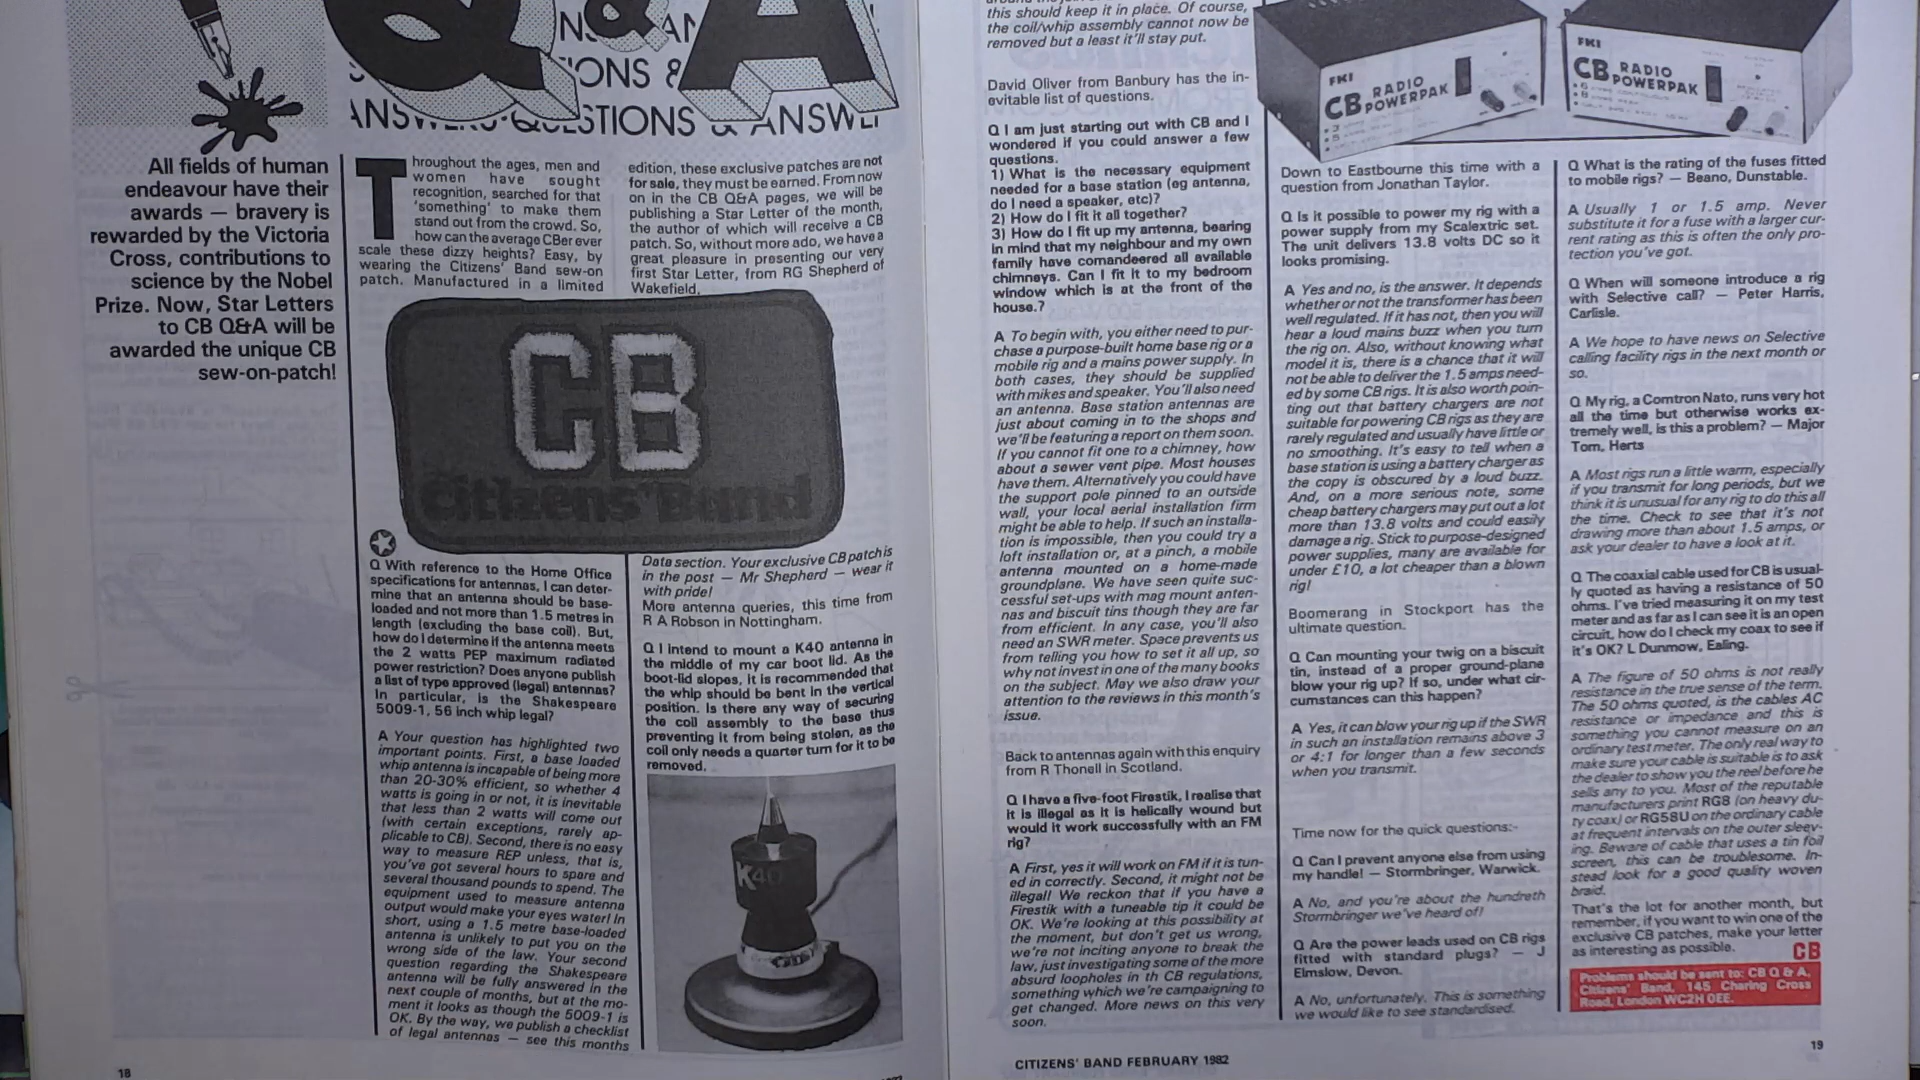 Q & A
NS & AN
IONS &
ANSWERS·QUESTIONS & ANSWE
All fields of human
endeavour have their
awards — bravery is
rewarded by the Victoria
Cross, contributions to
science by the Nobel
Prize. Now, Star Letters
to CB Q&A will be
awarded the unique CB
sew-on-patch!
Throughout the ages, men and
women have sought
recognition, searched for that
'something' to make them
stand out from the crowd. So,
how can the average CBer ever
scale these dizzy heights? Easy, by
wearing the Citizens' Band sew-on
patch. Manufactured in a limited
edition, these exclusive patches are not
for sale, they must be earned. From now
on in the CB Q&A pages, we will be
publishing a Star Letter of the month,
the author of which will receive a CB
patch. So, without more ado, we have a
great pleasure in presenting our very
first Star Letter, from RG Shepherd of
Wakefield.
CB
Citizens' Band
Q With reference to the Home Office
specifications for antennas, I can deter-
mine that an antenna should be base-
loaded and not more than 1.5 metres in
length (excluding the base coil). But,
how do I determine if the antenna meets
the 2 watts PEP maximum radiated
power restriction? Does anyone publish
a list of type approved (legal) antennas?
In particular, is the Shakespeare
5009-1, 56 inch whip legal?
A Your question has highlighted two
important points. First, a base loaded
whip antenna is incapable of being more
than 20-30% efficient, so whether 4
watts is going in or not, it is inevitable
that less than 2 watts will come out
(with certain exceptions, rarely ap-
plicable to CB). Second, there is no easy
way to measure REP unless, that is,
you've got several hours to spare and
several thousand pounds to spend. The
equipment used to measure antenna
output would make your eyes water! In
short, using a 1.5 metre base-loaded
antenna is unlikely to put you on the
wrong side of the law. Your second
question regarding the Shakespeare
antenna will be fully answered in the
next couple of months, but at the mo-
ment it looks as though the 5009-1 is
OK. By the way, we publish a checklist
of legal antennas — see this months
Data section. Your exclusive CB patch is
in the post — Mr Shepherd — wear it
with pride!
More antenna queries, this time from
R A Robson in Nottingham.
Q I intend to mount a K40 antenna in
the middle of my car boot lid. As the
boot-lid slopes, it is recommended that
the whip should be bent in the vertical
position. Is there any way of securing
the coil assembly to the base thus
preventing it from being stolen, as the
coil only needs a quarter turn for it to be
removed.
K40
18
this should keep it in place. Of course,
the coil/whip assembly cannot now be
removed but a least it'll stay put.
David Oliver from Banbury has the in-
evitable list of questions.
Q I am just starting out with CB and I
wondered if you could answer a few
questions.
1) What is the necessary equipment
needed for a base station (eg antenna,
do I need a speaker, etc)?
2) How do I fit it all together?
3) How do I fit up my antenna, bearing
in mind that my neighbour and my own
family have comandeered all available
chimneys. Can I fit it to my bedroom
window which is at the front of the
house.?
A To begin with, you either need to pur-
chase a purpose-built home base rig or a
mobile rig and a mains power supply. In
both cases, they should be supplied
with mikes and speaker. You'll also need
an antenna. Base station antennas are
just about coming in to the shops and
we'll be featuring a report on them soon.
If you cannot fit one to a chimney, how
about a sewer vent pipe. Most houses
have them. Alternatively you could have
the support pole pinned to an outside
wall, your local aerial installation firm
might be able to help. If such an installa-
tion is impossible, then you could try a
loft installation or, at a pinch, a mobile
antenna mounted on a home-made
groundplane. We have seen quite suc-
cessful set-ups with mag mount anten-
nas and biscuit tins though they are far
from efficient. In any case, you'll also
need an SWR meter. Space prevents us
from telling you how to set it all up, so
why not invest in one of the many books
on the subject. May we also draw your
attention to the reviews in this month's
issue.
Back to antennas again with this enquiry
from R Thonell in Scotland.
Q I have a five-foot Firestik, I realise that
it is illegal as it is helically wound but
would it work successfully with an FM
rig?
A First, yes it will work on FM if it is tun-
ed in correctly. Second, it might not be
illegal! We reckon that if you have a
Firestik with a tuneable tip it could be
OK. We're looking at this possibility at
the moment, but don't get us wrong,
we're not inciting anyone to break the
law, just investigating some of the more
absurd loopholes in th CB regulations,
something which we're campaigning to
get changed. More news on this very
soon.
FKI
CB RADIO
POWERPAK
FKI
CB RADIO
POWERPAK
Down to Eastbourne this time with a
question from Jonathan Taylor.
Q Is it possible to power my rig with a
power supply from my Scalextric set.
The unit delivers 13.8 volts DC so it
looks promising.
A Yes and no, is the answer. It depends
whether or not the transformer has been
well regulated. If it has not, then you will
hear a loud mains buzz when you turn
the rig on. Also, without knowing what
model it is, there is a chance that it will
not be able to deliver the 1.5 amps need-
ed by some CB rigs. It is also worth poin-
ting out that battery chargers are not
suitable for powering CB rigs as they are
rarely regulated and usually have little or
no smoothing. It's easy to tell when a
base station is using a battery charger as
the copy is obscured by a loud buzz.
And, on a more serious note, some
cheap battery chargers may put out a lot
more than 13.8 volts and could easily
damage a rig. Stick to purpose-designed
power supplies, many are available for
under £10, a lot cheaper than a blown
rig!
Boomerang in Stockport has the
ultimate question.
Q Can mounting your twig on a biscuit
tin, instead of a proper ground-plane
blow your rig up? If so, under what cir-
cumstances can this happen?
A Yes, it can blow your rig up if the SWR
in such an installation remains above 3
or 4:1 for longer than a few seconds
when you transmit.
Time now for the quick questions:-
Q Can I prevent anyone else from using
my handle! — Stormbringer, Warwick.
A No, and you're about the hundreth
Stormbringer we've heard of!
Q Are the power leads used on CB rigs
fitted with standard plugs? — J
Elmslow, Devon.
A No, unfortunately. This is something
we would like to see standardised.
Q What is the rating of the fuses fitted
to mobile rigs? — Beano, Dunstable.
A Usually 1 or 1.5 amp. Never
substitute it for a fuse with a larger cur-
rent rating as this is often the only pro-
tection you've got.
Q When will someone introduce a rig
with Selective call? — Peter Harris,
Carlisle.
A We hope to have news on Selective
calling facility rigs in the next month or
so.
Q My rig, a Comtron Nato, runs very hot
all the time but otherwise works ex-
tremely well, is this a problem? — Major
Tom, Herts
A Most rigs run a little warm, especially
if you transmit for long periods, but we
think it is unusual for any rig to do this all
the time. Check to see that it's not
drawing more than about 1.5 amps, or
ask your dealer to have a look at it.
Q The coaxial cable used for CB is usual-
ly quoted as having a resistance of 50
ohms. I've tried measuring it on my test
meter and as far as I can see it is an open
circuit, how do I check my coax to see if
it's OK? L Dunmow, Ealing.
A The figure of 50 ohms is not really
resistance in the true sense of the term.
The 50 ohms quoted, is the cables AC
resistance or impedance and this is
something you cannot measure on an
ordinary test meter. The only real way to
make sure your cable is suitable is to ask
the dealer to show you the reel before he
sells any to you. Most of the reputable
manufacturers print RG8 (on heavy du-
ty coax) or RG58U on the ordinary cable
at frequent intervals on the outer sleev-
ing. Beware of cable that uses a tin foil
screen, this can be troublesome. In-
stead look for a good quality woven
braid.
That's the lot for another month, but
remember, if you want to win one of the
exclusive CB patches, make your letter
as interesting as possible.
CB
Problems should be sent to: CB Q & A,
Citizens' Band, 145 Charing Cross
Road, London WC2H 0EE.
CITIZENS' BAND FEBRUARY 1982
19